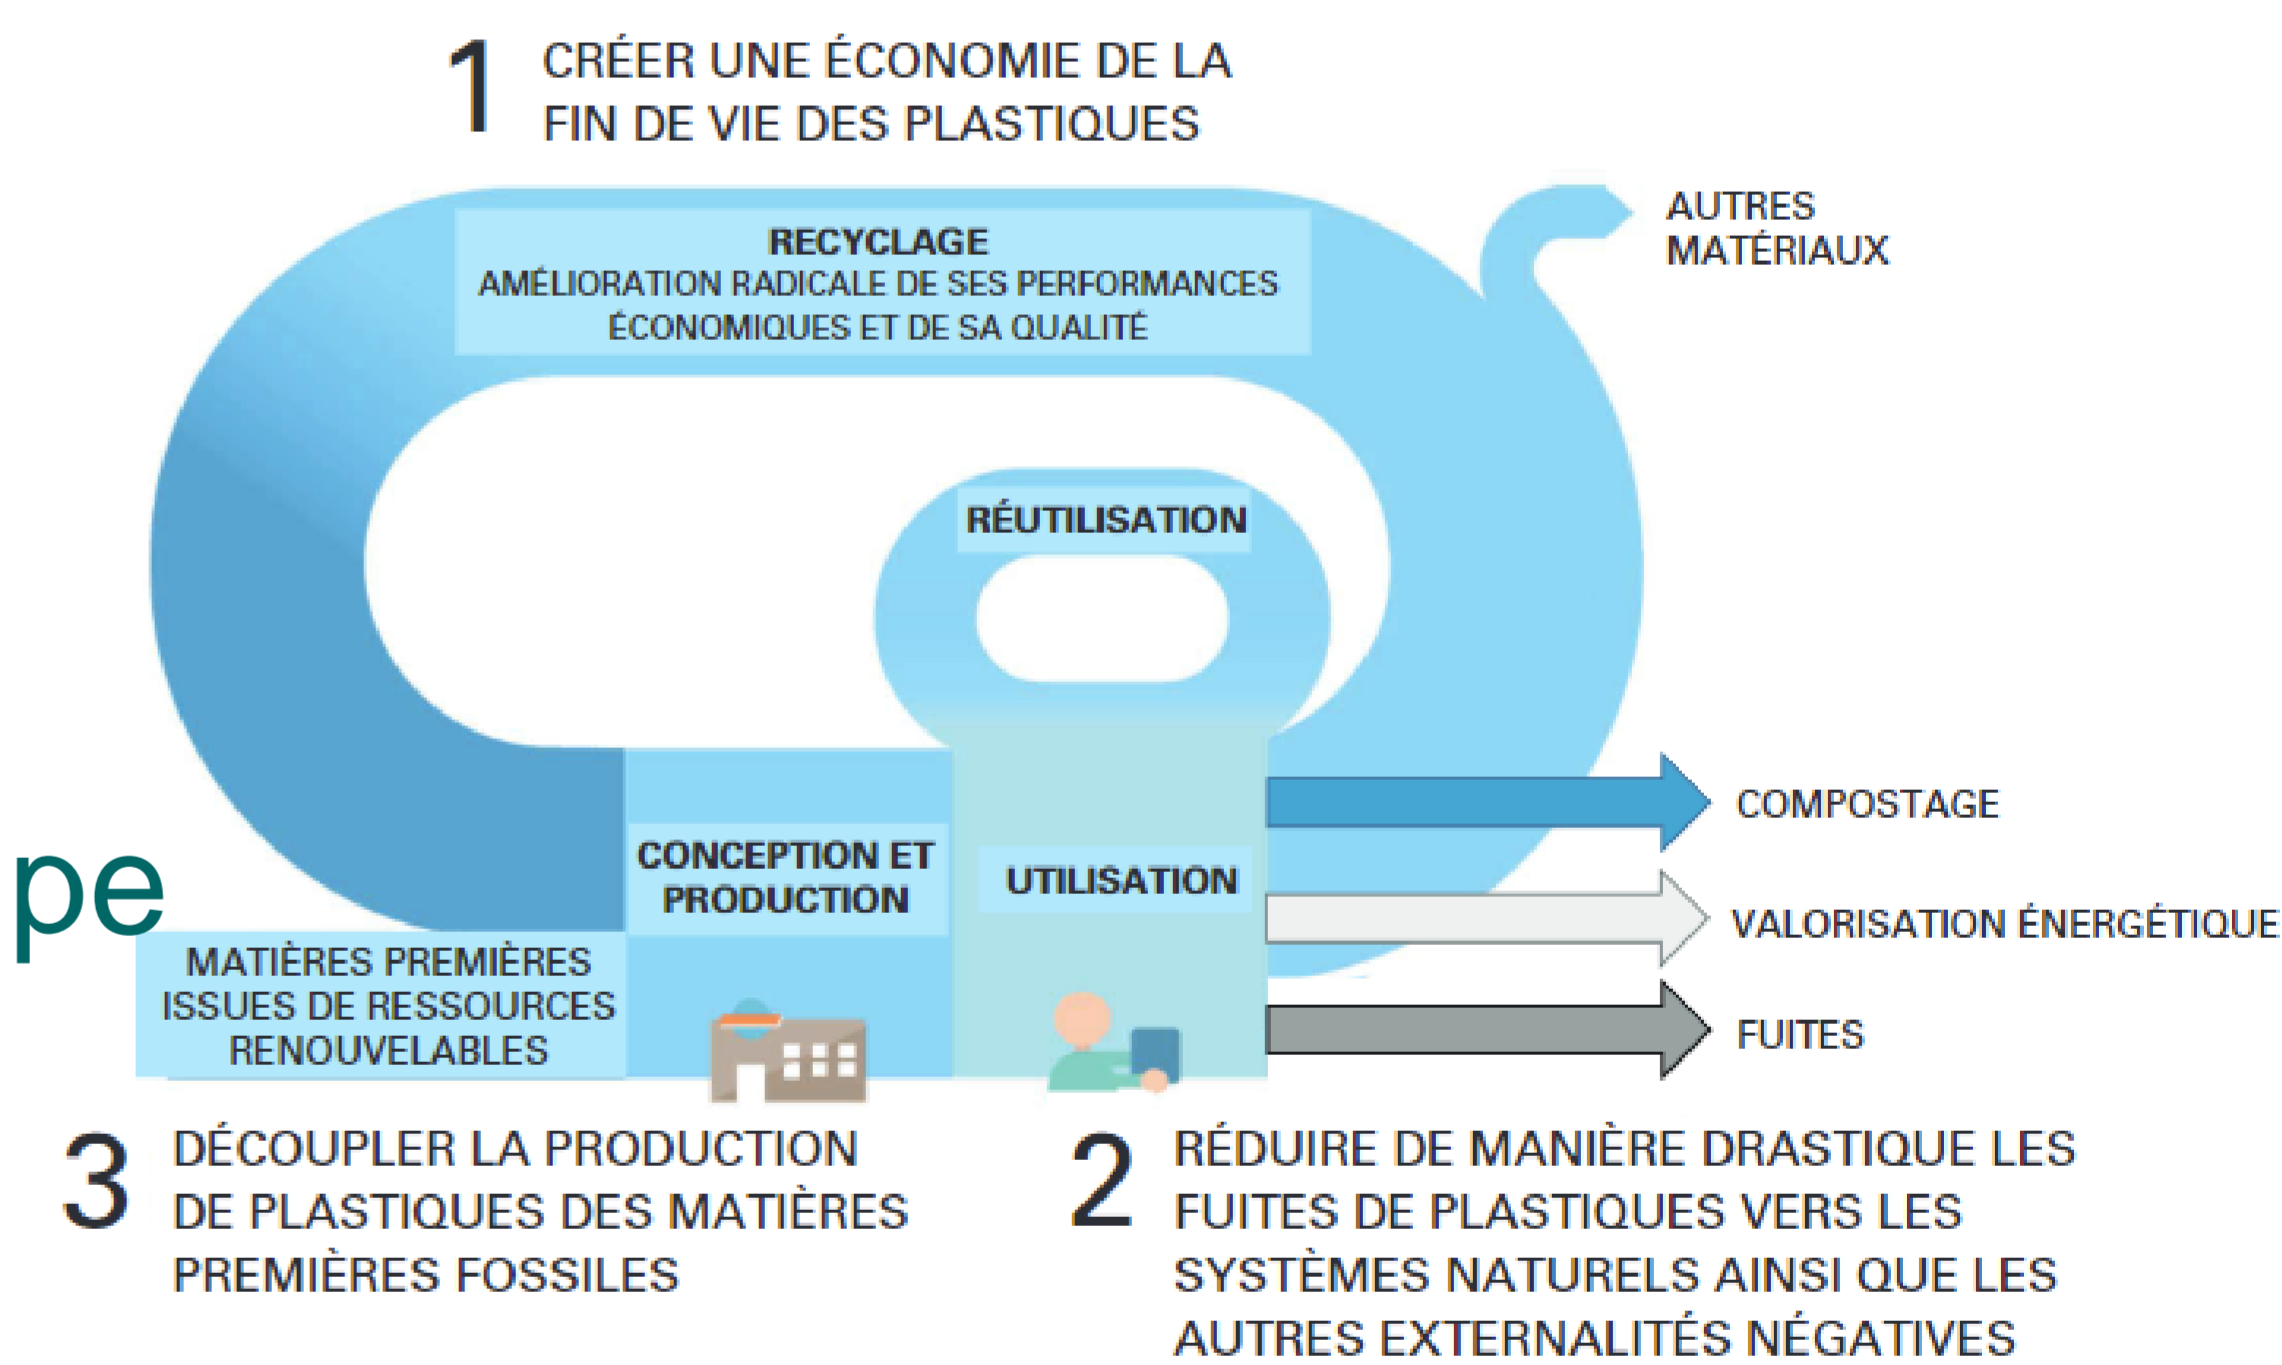 1 CRÉER UNE ÉCONOMIE DE LA
FIN DE VIE DES PLASTIQUES
AUTRES
MATÉRIAUX
RECYCLAGE
AMÉLIORATION RADICALE DE SES PERFORMANCES
ÉCONOMIQUES ET DE SA QUALITÉ
RÉUTILISATION
COMPOSTAGE
CONCEPTION ET
PRODUCTION
UTILISATION
pe
VALORISATION ÉNERGÉTIQUE
MATIÈRES PREMIÈRES
ISSUES DE RESSOURCES
RENOUVELABLES
FUITES
3 DÉCOUPLER LA PRODUCTION
DE PLASTIQUES DES MATIÈRES
PREMIÈRES FOSSILES
2 RÉDUIRE DE MANIÈRE DRASTIQUE LES
FUITES DE PLASTIQUES VERS LES
SYSTÈMES NATURELS AINSI QUE LES
AUTRES EXTERNALITÉS NÉGATIVES